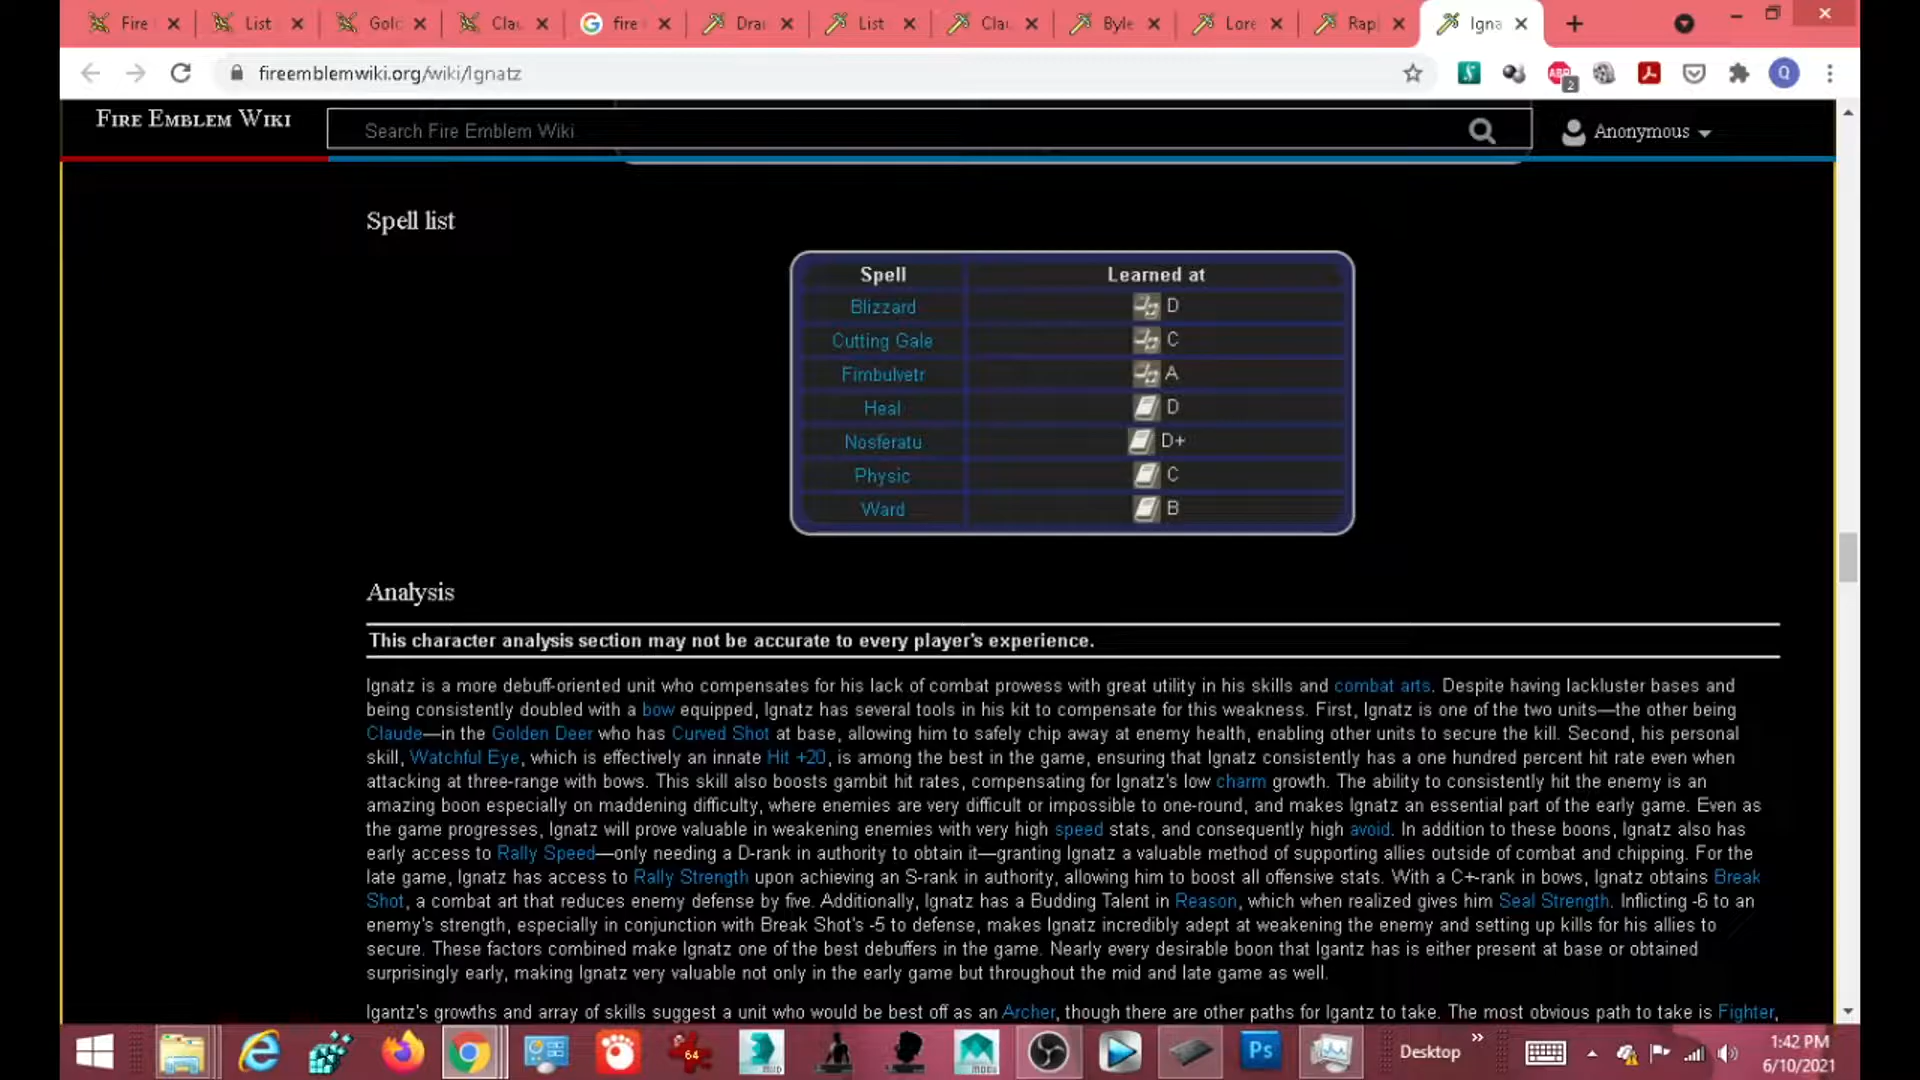 Fire
List
Gold
Clau
fire
Drag
List
Clau
Byle
Lore
Rap
Igna
fireemblemwiki.org/wiki/Ignatz
ABP
2
Q
FIRE EMBLEM WIKI
Search Fire Emblem Wiki
Anonymous
Spell list
Spell Learned at
Blizzard D
Cutting Gale C
Fimbulvetr A
Heal D
Nosferatu D+
Physic C
Ward B
Analysis
This character analysis section may not be accurate to every player's experience.
Ignatz is a more debuff-oriented unit who compensates for his lack of combat prowess with great utility in his skills and combat arts. Despite having lackluster bases and
being consistently doubled with a bow equipped, Ignatz has several tools in his kit to compensate for this weakness. First, Ignatz is one of the two units—the other being
Claude—in the Golden Deer who has Curved Shot at base, allowing him to safely chip away at enemy health, enabling other units to secure the kill. Second, his personal
skill, Watchful Eye, which is effectively an innate Hit +20, is among the best in the game, ensuring that Ignatz consistently has a one hundred percent hit rate even when
attacking at three-range with bows. This skill also boosts gambit hit rates, compensating for Ignatz's low charm growth. The ability to consistently hit the enemy is an
amazing boon especially on maddening difficulty, where enemies are very difficult or impossible to one-round, and makes Ignatz an essential part of the early game. Even as
the game progresses, Ignatz will prove valuable in weakening enemies with very high speed stats, and consequently high avoid. In addition to these boons, Ignatz also has
early access to Rally Speed—only needing a D-rank in authority to obtain it—granting Ignatz a valuable method of supporting allies outside of combat and chipping. For the
late game, Ignatz has access to Rally Strength upon achieving an S-rank in authority, allowing him to boost all offensive stats. With a C+-rank in bows, Ignatz obtains Break
Shot, a combat art that reduces enemy defense by five. Additionally, Ignatz has a Budding Talent in Reason, which when realized gives him Seal Strength. Inflicting -6 to an
enemy's strength, especially in conjunction with Break Shot's -5 to defense, makes Ignatz incredibly adept at weakening the enemy and setting up kills for his allies to
secure. These factors combined make Ignatz one of the best debuffers in the game. Nearly every desirable boon that Igantz has is either present at base or obtained
surprisingly early, making Ignatz very valuable not only in the early game but throughout the mid and late game as well.
Igantz's growths and array of skills suggest a unit who would be best off as an Archer, though there are other paths for Igantz to take. The most obvious path to take is Fighter,
64
Ps
Desktop
1:42 PM
6/10/2021